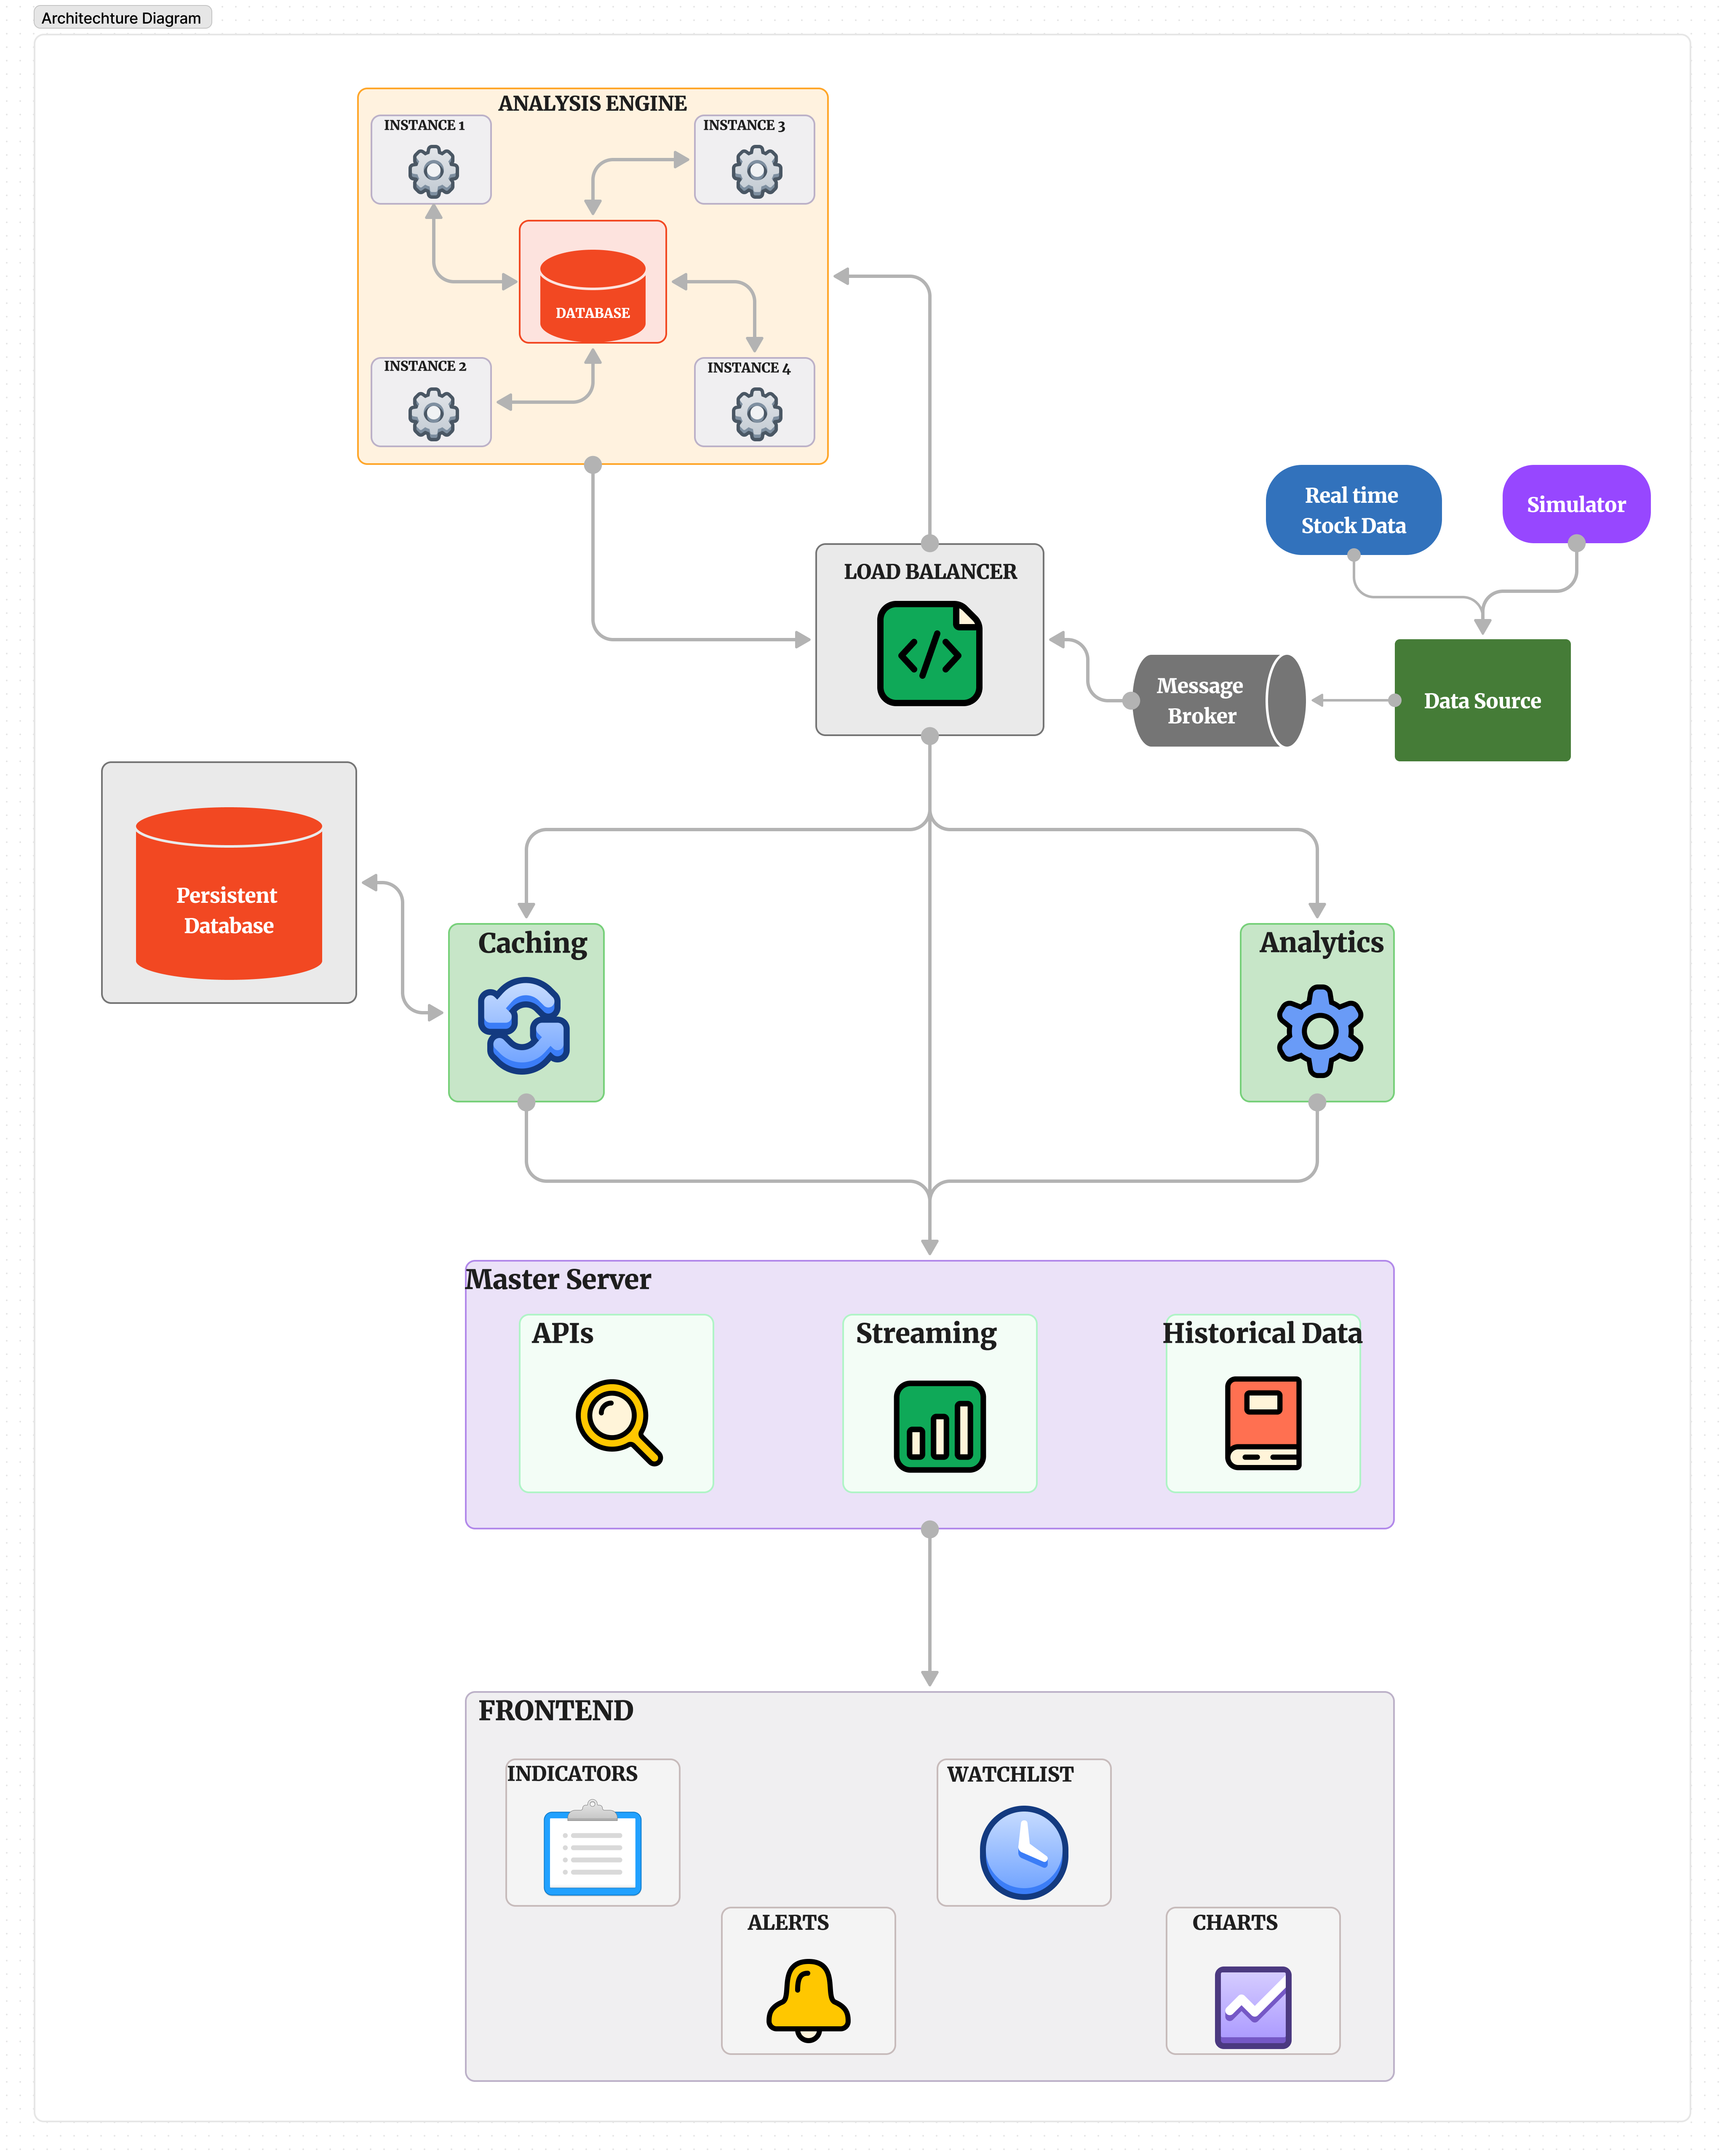 Architechture Diagram
ANALYSIS ENGINE
INSTANCE 1
INSTANCE 3
DATABASE
INSTANCE 2
INSTANCE 4
Real time
Stock Data
Simulator
LOAD BALANCER
Message
Broker
Data Source
Persistent
Database
Caching
Analytics
Master Server
APIs
Streaming
Historical Data
FRONTEND
INDICATORS
WATCHLIST
ALERTS
CHARTS